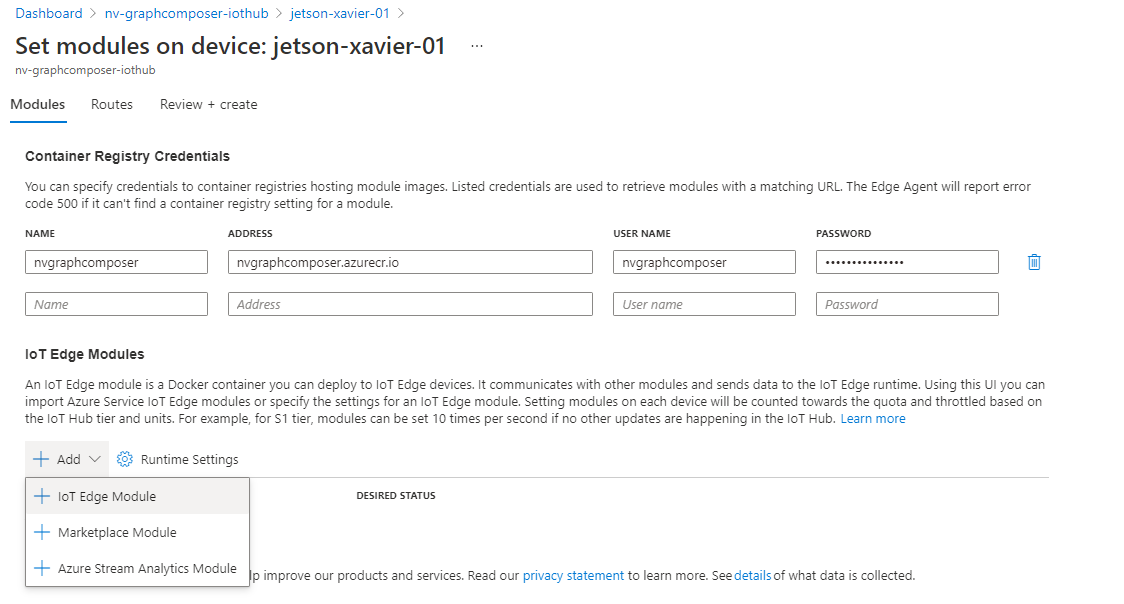 Dashboard > nv-graphcomposer-iothub > jetson-xavier-01 >
Set modules on device: jetson-xavier-01 ...
nv-graphcomposer-iothub
Modules Routes Review + create
Container Registry Credentials
You can specify credentials to container registries hosting module images. Listed credentials are used to retrieve modules with a matching URL. The Edge Agent will report error
code 500 if it can't find a container registry setting for a module.
NAME ADDRESS USER NAME PASSWORD
nvgraphcomposer nvgraphcomposer.azurecr.io nvgraphcomposer •••••••••••••••
Name Address User name Password
IoT Edge Modules
An IoT Edge module is a Docker container you can deploy to IoT Edge devices. It communicates with other modules and sends data to the IoT Edge runtime. Using this UI you can
import Azure Service IoT Edge modules or specify the settings for an IoT Edge module. Setting modules on each device will be counted towards the quota and throttled based on
the IoT Hub tier and units. For example, for S1 tier, modules can be set 10 times per second if no other updates are happening in the IoT Hub. Learn more
Add Runtime Settings
IoT Edge Module
DESIRED STATUS
Marketplace Module
Azure Stream Analytics Module
improve our products and services. Read our privacy statement to learn more. See details of what data is collected.